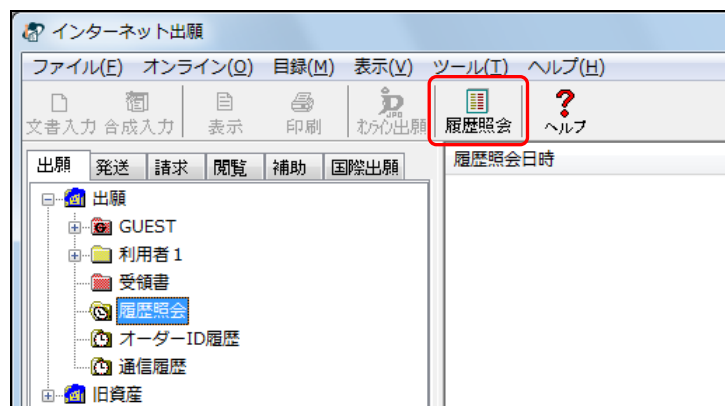 インターネット出願
ファイル(F) オンライン(O) 目録(M) 表示(V) ツール(T) ヘルプ(H)
文書入力 合成入力 表示 印刷 オンライン出願 履歴照会 ヘルプ
出願 発送 請求 閲覧 補助 国際出願
履歴照会日時
出願
GUEST
利用者1
受領書
履歴照会
オーダーID履歴
通信履歴
旧資産